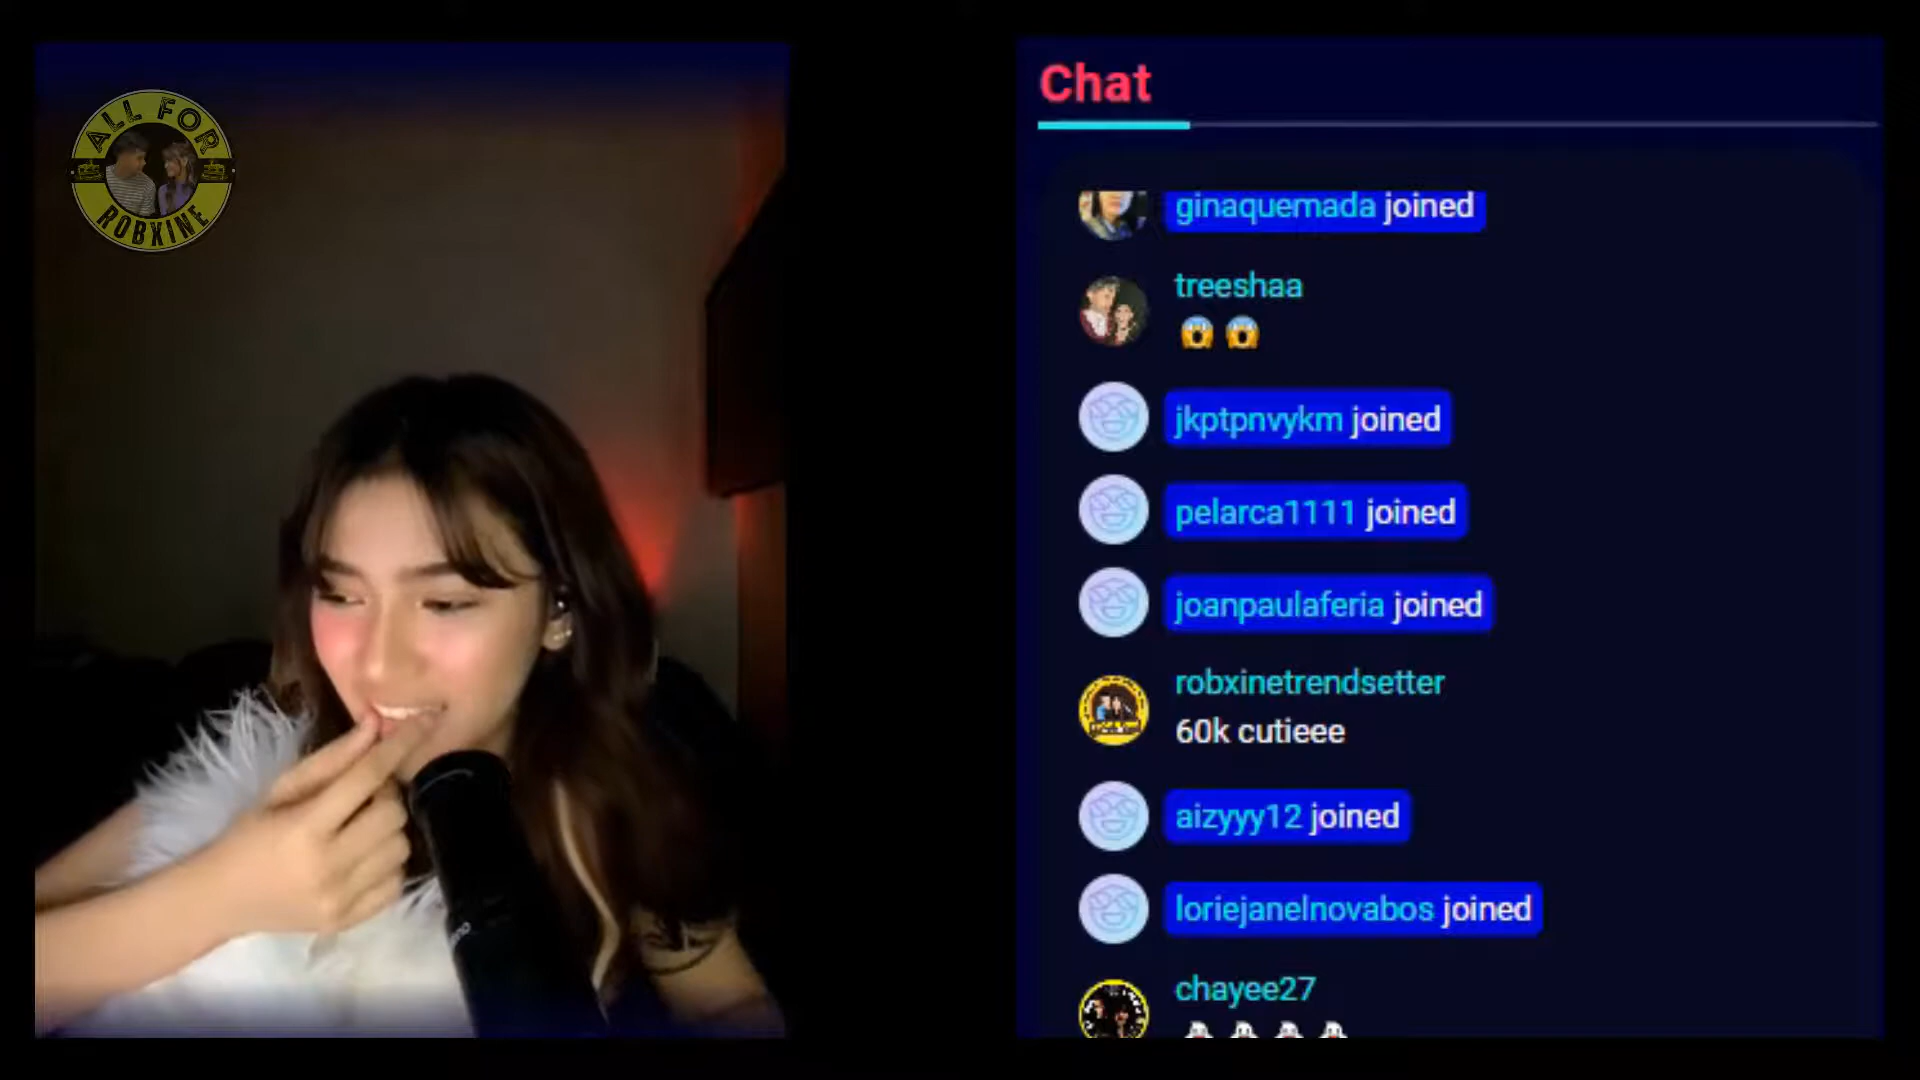 ALL FOR
ROBXINE
Chat
ginaquemada joined
treeshaa
😱 😱
jkptpnvykm joined
pelarca1111 joined
joanpaulaferia joined
robxinetrendsetter
60k cutieee
aizyyy12 joined
loriejanelnovabos joined
chayee27